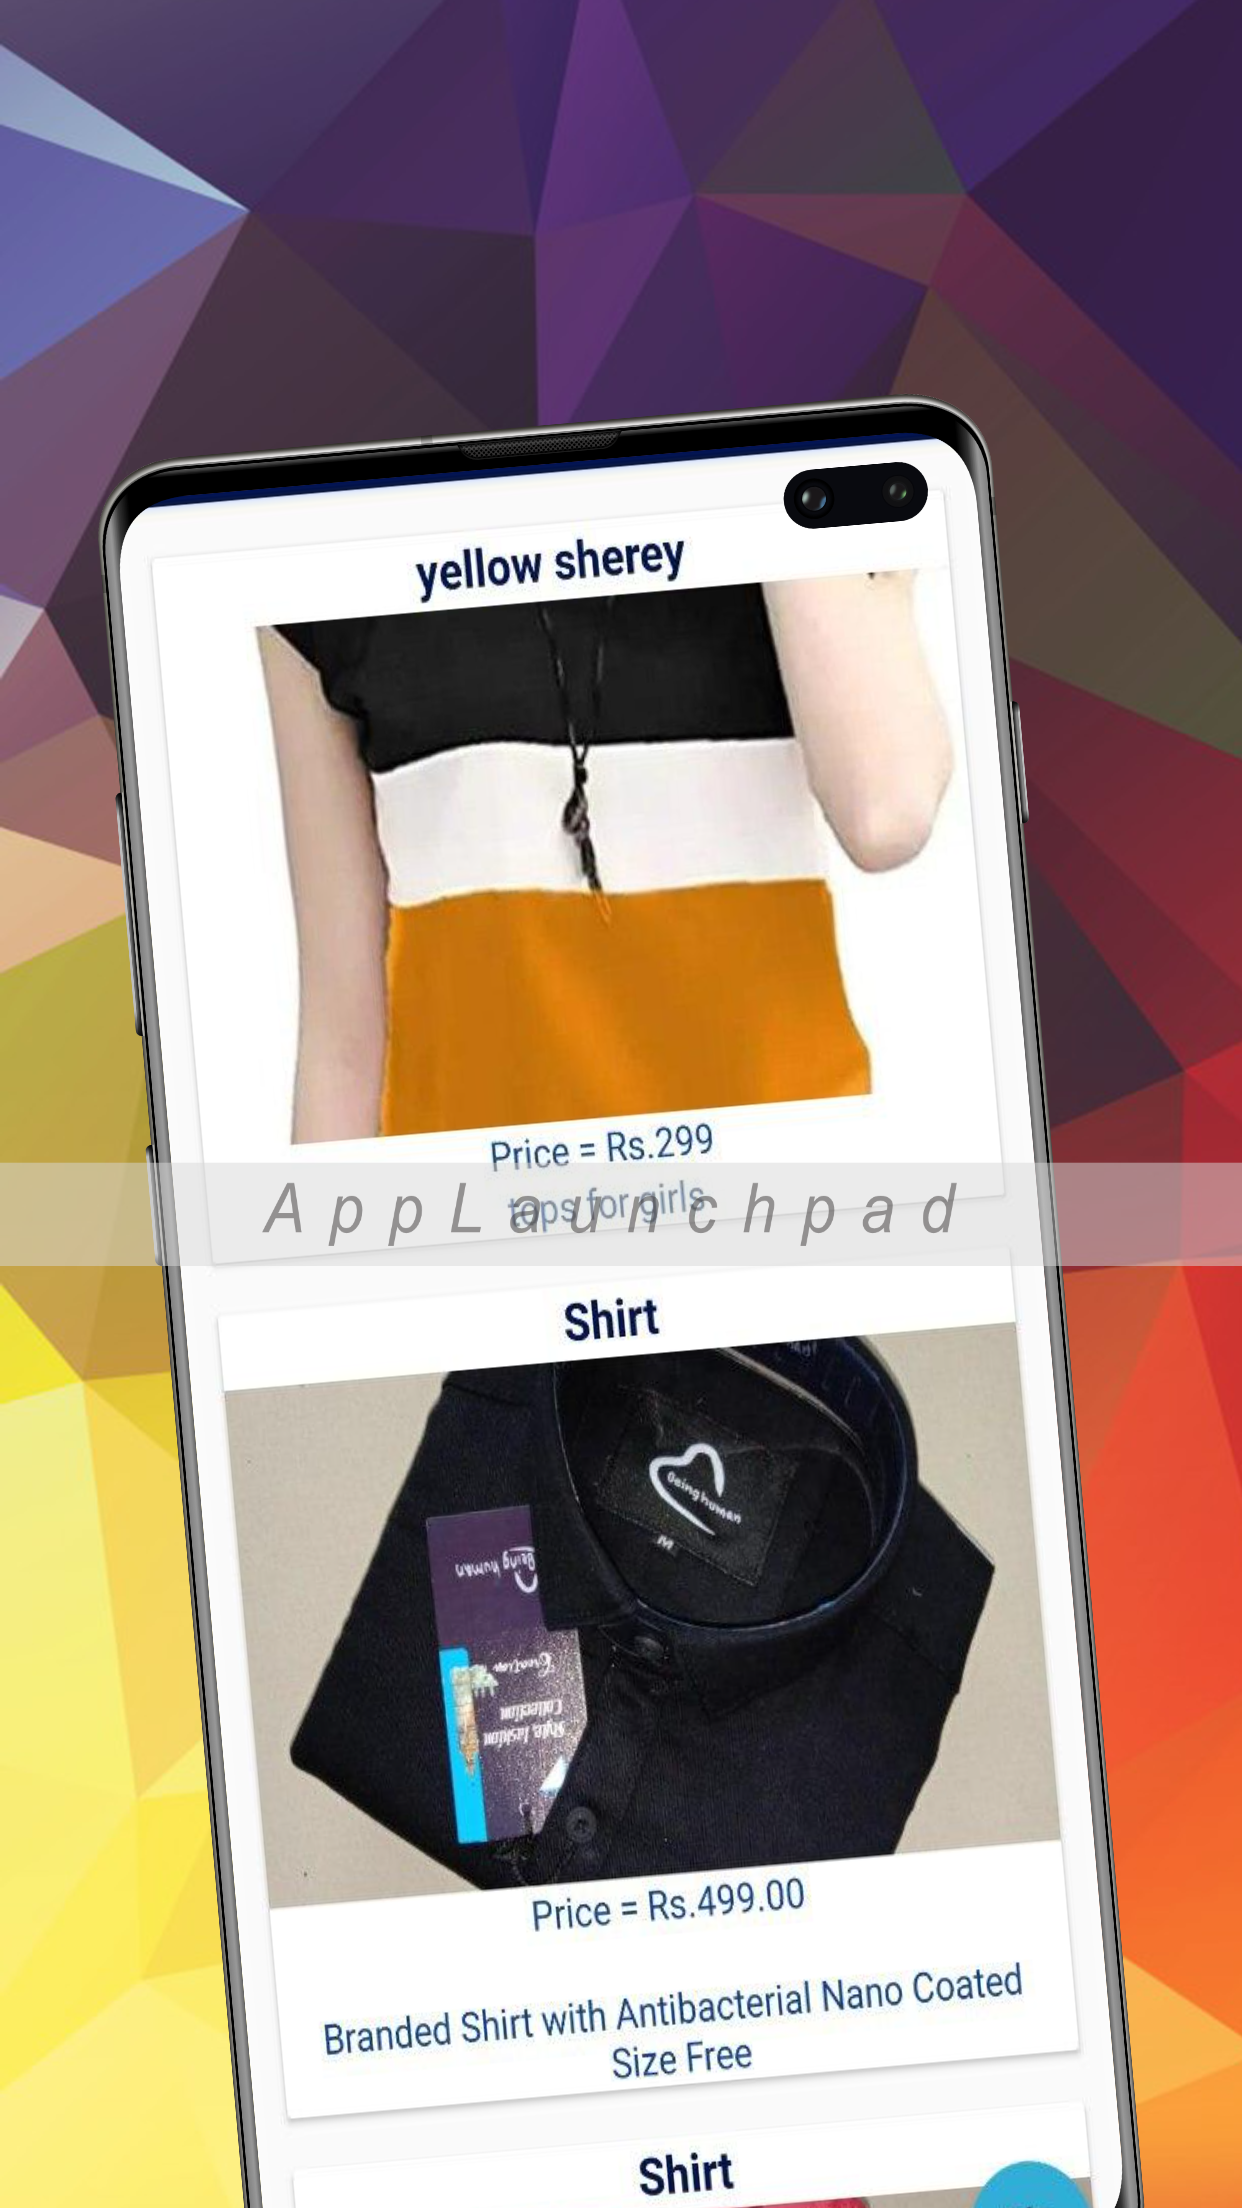 yellow sherey
Price = Rs.299
tops for girls
AppLaunchpad
Shirt
Being human
M
Being human
Creation
Style, fashion
Collection
Price = Rs.499.00
Branded Shirt with Antibacterial Nano Coated
Size Free
Shirt